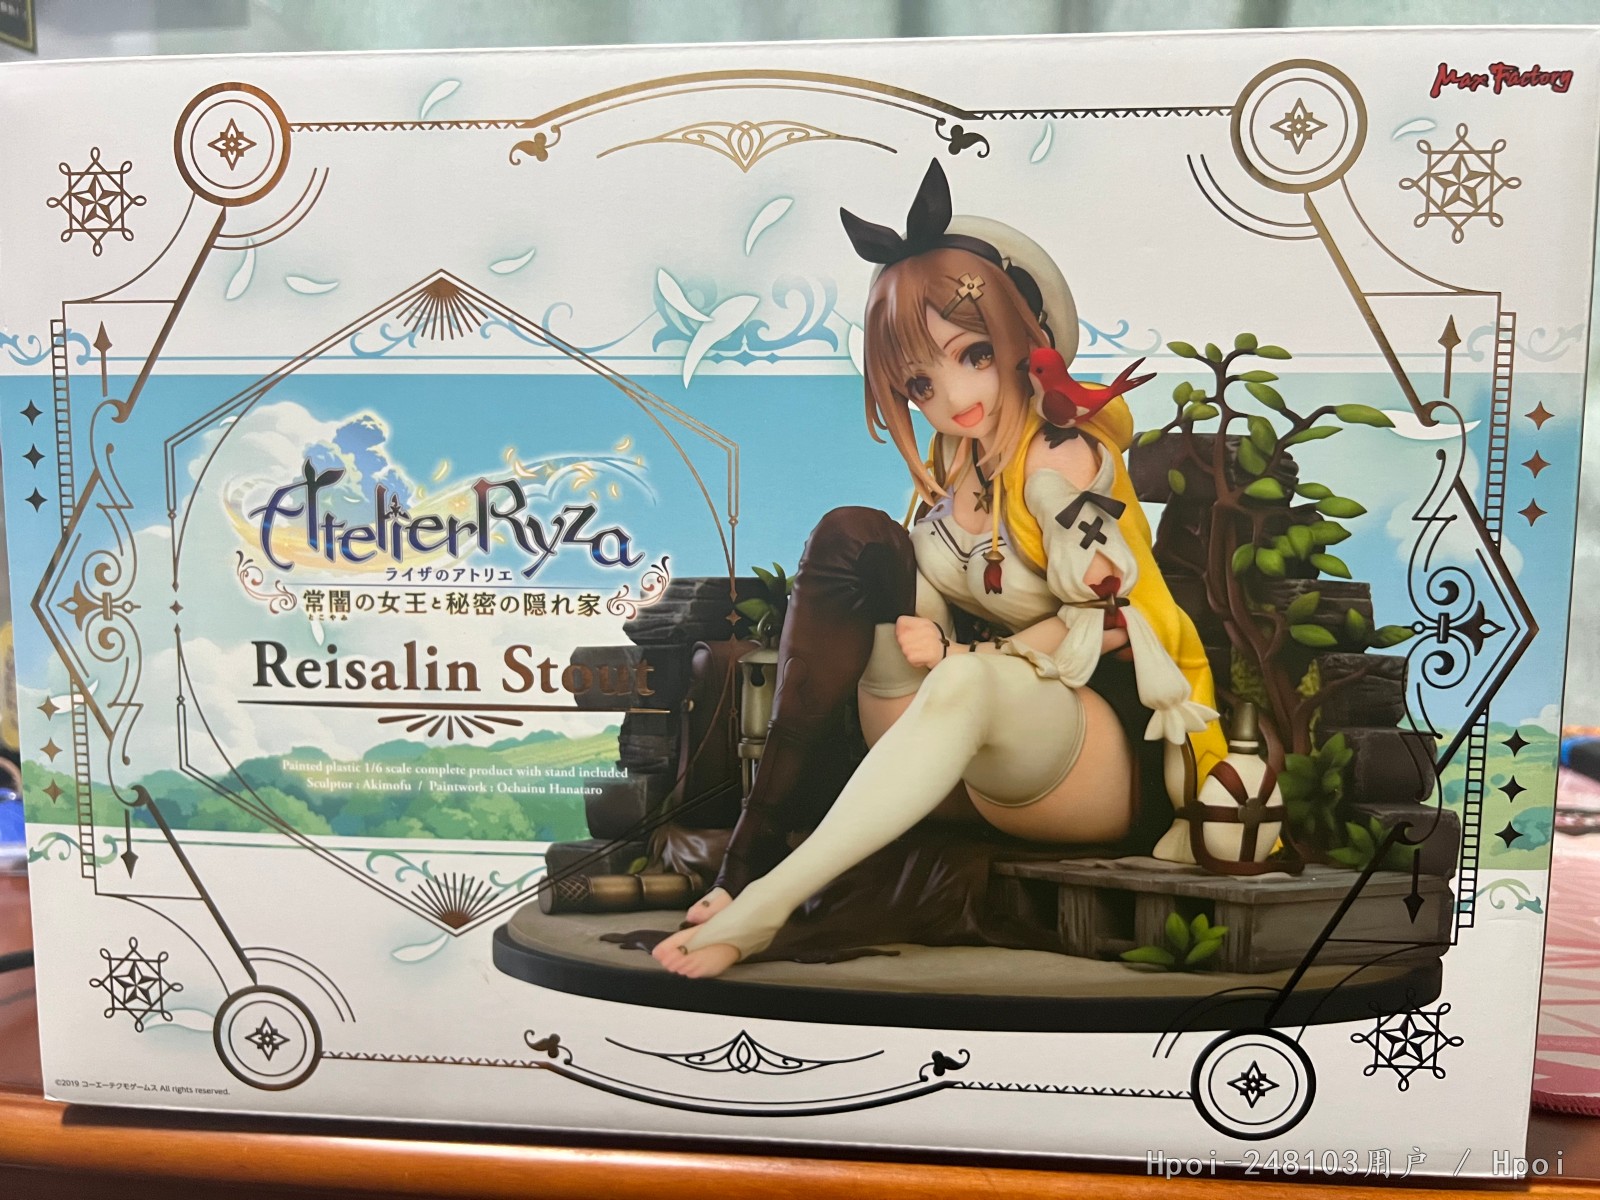 Max Factory
Atelier Ryza
ライザのアトリエ
常闇の女王と秘密の隠れ家
とこやみ
Reisalin Stout
Painted plastic 1/6 scale complete product with stand included
Sculptor : Akimofu / Paintwork : Ochainu Hanataro
©2019 コーエーテクモゲームス All rights reserved.
Hpoi-248103用户 / Hpoi